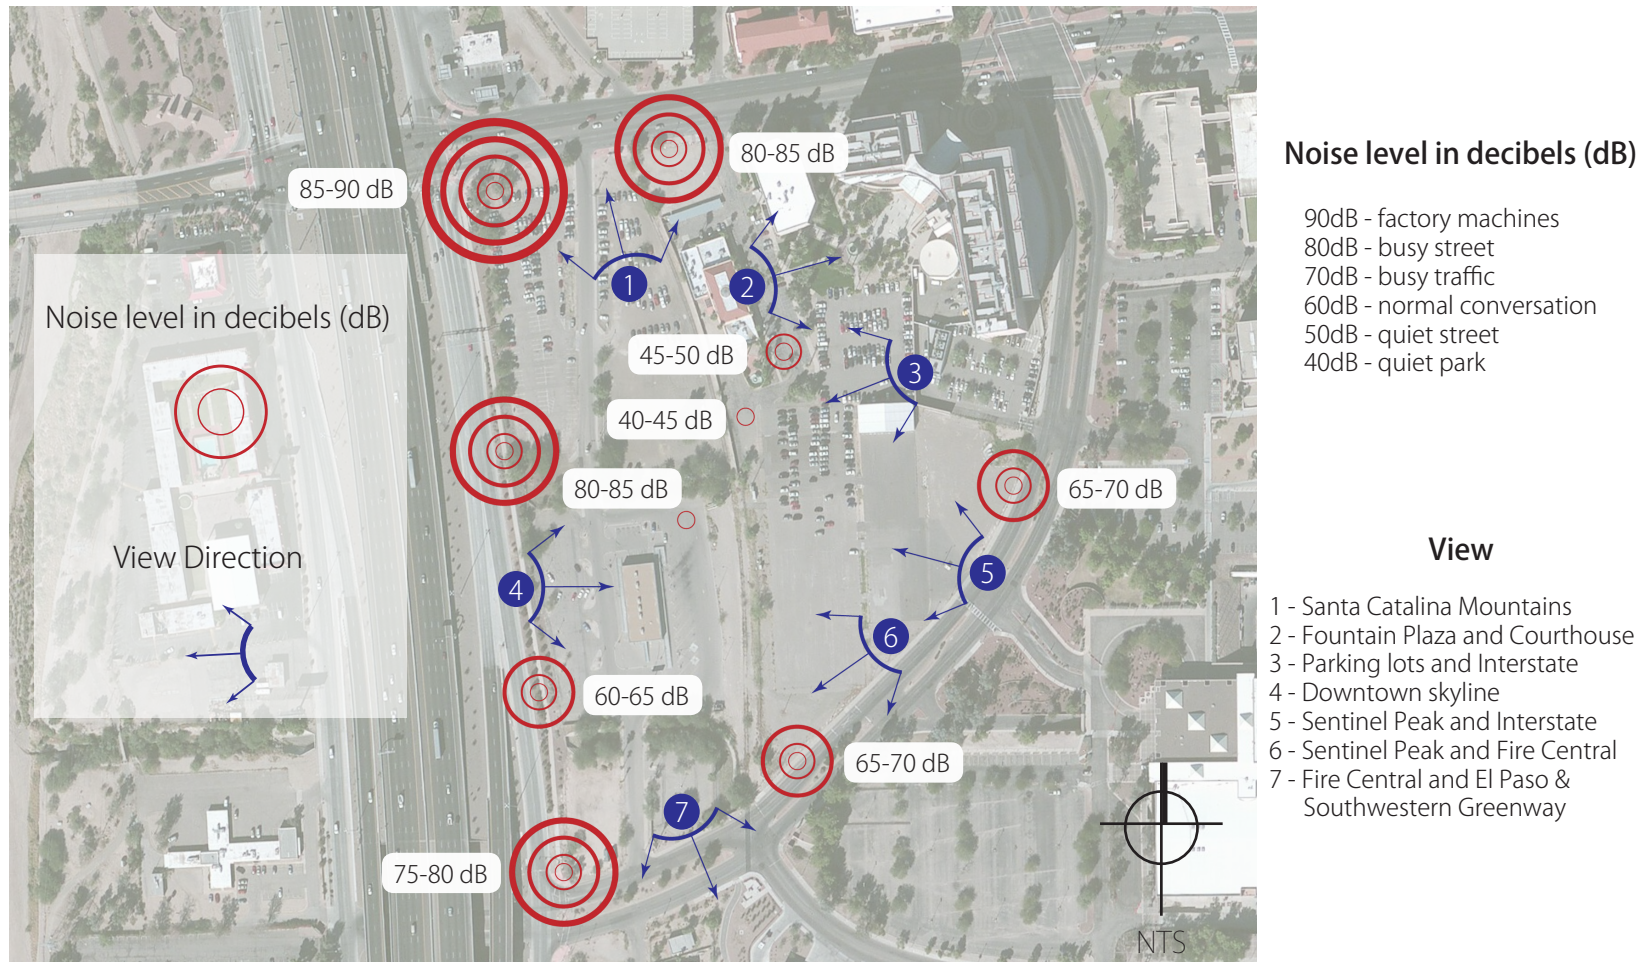 85-90 dB
80-85 dB
Noise level in decibels (dB)
View Direction
1
2
45-50 dB
3
40-45 dB
80-85 dB
65-70 dB
4
5
6
60-65 dB
65-70 dB
7
75-80 dB
NTS
Noise level in decibels (dB)
90dB - factory machines
80dB - busy street
70dB - busy traffic
60dB - normal conversation
50dB - quiet street
40dB - quiet park
View
1 - Santa Catalina Mountains
2 - Fountain Plaza and Courthouse
3 - Parking lots and Interstate
4 - Downtown skyline
5 - Sentinel Peak and Interstate
6 - Sentinel Peak and Fire Central
7 - Fire Central and El Paso &
Southwestern Greenway